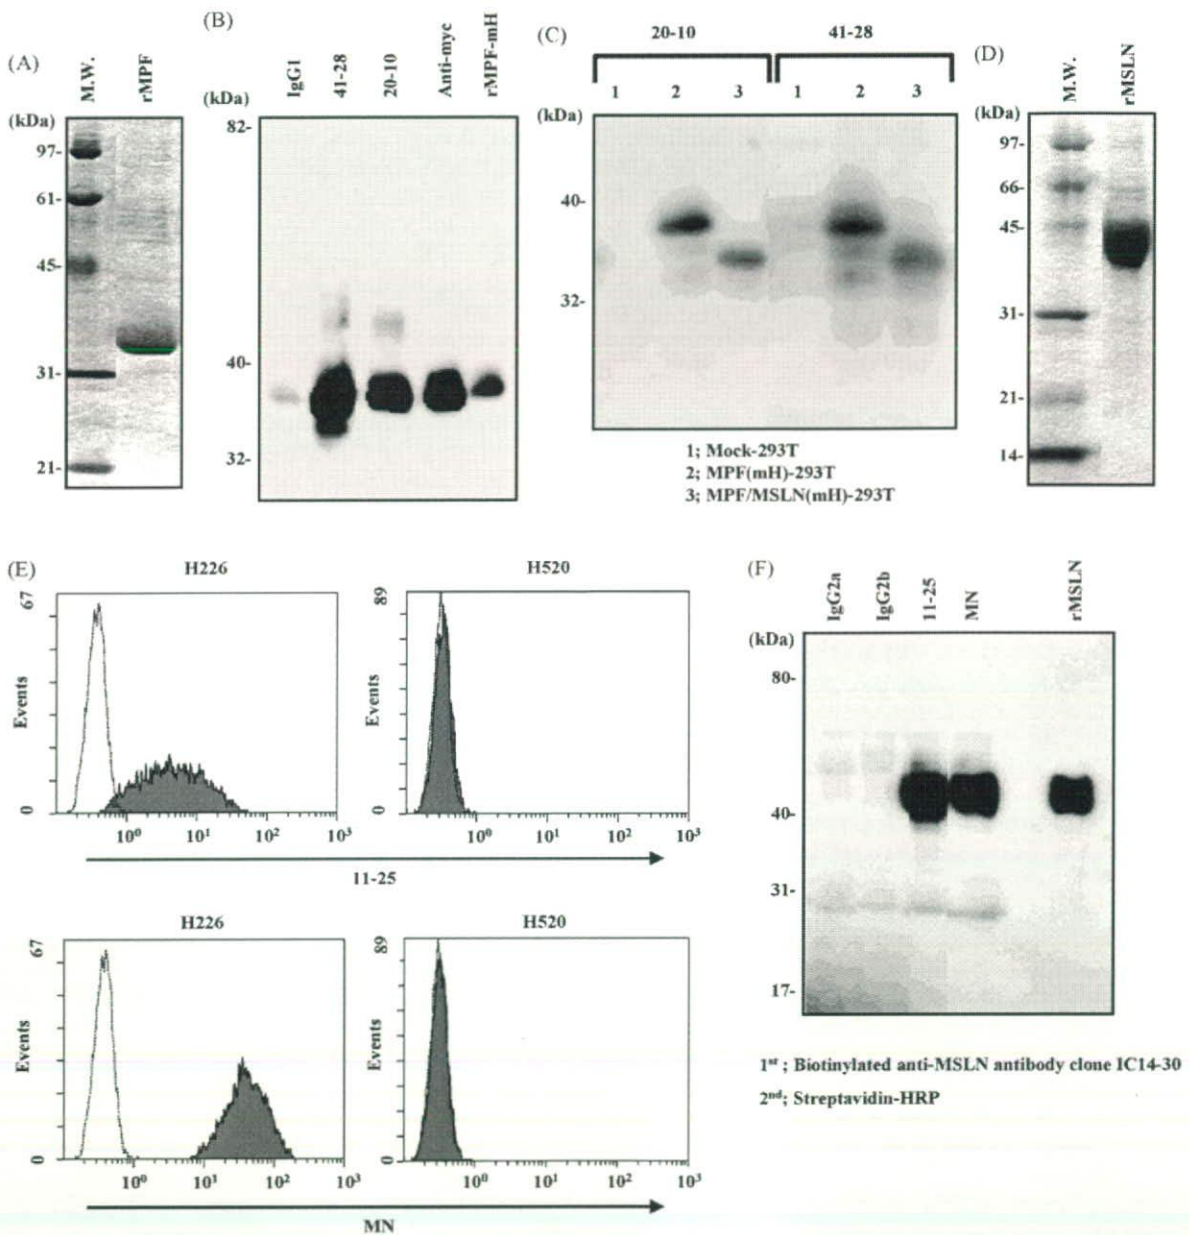 (A)
M.W.
rMPF
(kDa)
97-
61-
45-
31-
21-
(B)
IgG1
41-28
20-10
Anti-myc
rMPF-mH
(kDa)
82-
40-
32-
(C)
20-10
41-28
1 2 3 1 2 3
(kDa)
40-
32-
1; Mock-293T
2; MPF(mH)-293T
3; MPF/MSLN(mH)-293T
(D)
M.W.
rMSLN
(kDa)
97-
66-
45-
31-
21-
14-
(E)
H226
67
Events
0
10⁰ 10¹ 10² 10³
H520
89
Events
0
10⁰ 10¹ 10² 10³
11-25
H226
67
Events
0
10⁰ 10¹ 10² 10³
H520
89
Events
0
10⁰ 10¹ 10² 10³
MN
(F)
IgG2a
IgG2b
11-25
MN
rMSLN
(kDa)
80-
40-
31-
17-
1st ; Biotinylated anti-MSLN antibody clone IC14-30
2nd; Streptavidin-HRP